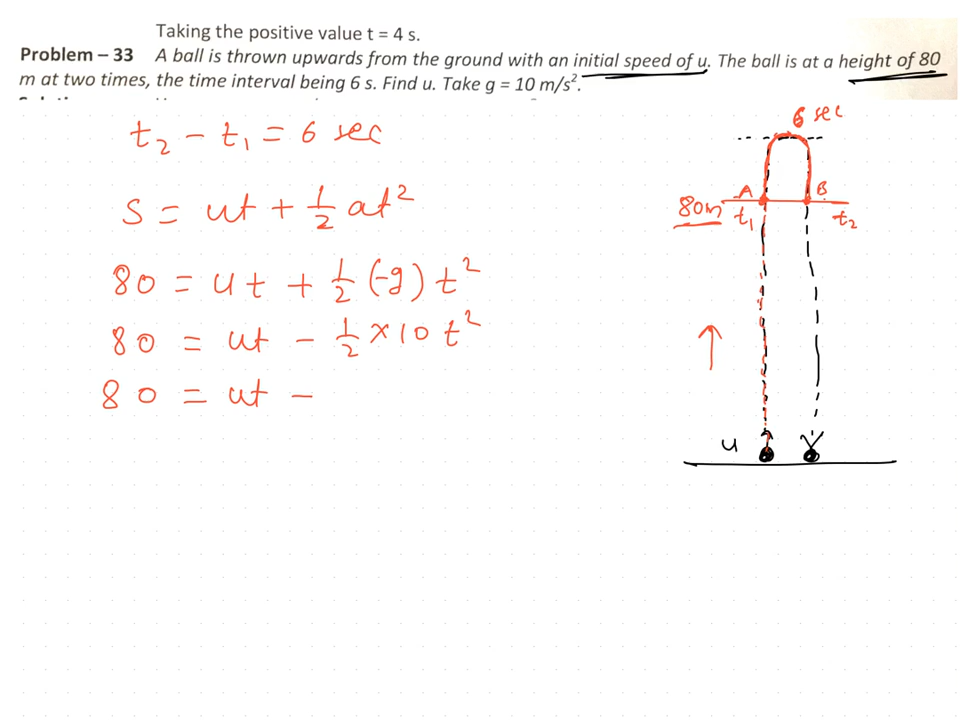 Taking the positive value t = 4 s.
Problem – 33 A ball is thrown upwards from the ground with an initial speed of u. The ball is at a height of 80
m at two times, the time interval being 6 s. Find u. Take g = 10 m/s².
6 sec
t₂ - t₁ = 6 sec
A B
80m t₁ t₂
s = ut + 1/2 at²
80 = ut + 1/2 (-g) t²
80 = ut - 1/2 × 10 t²
80 = ut -
u